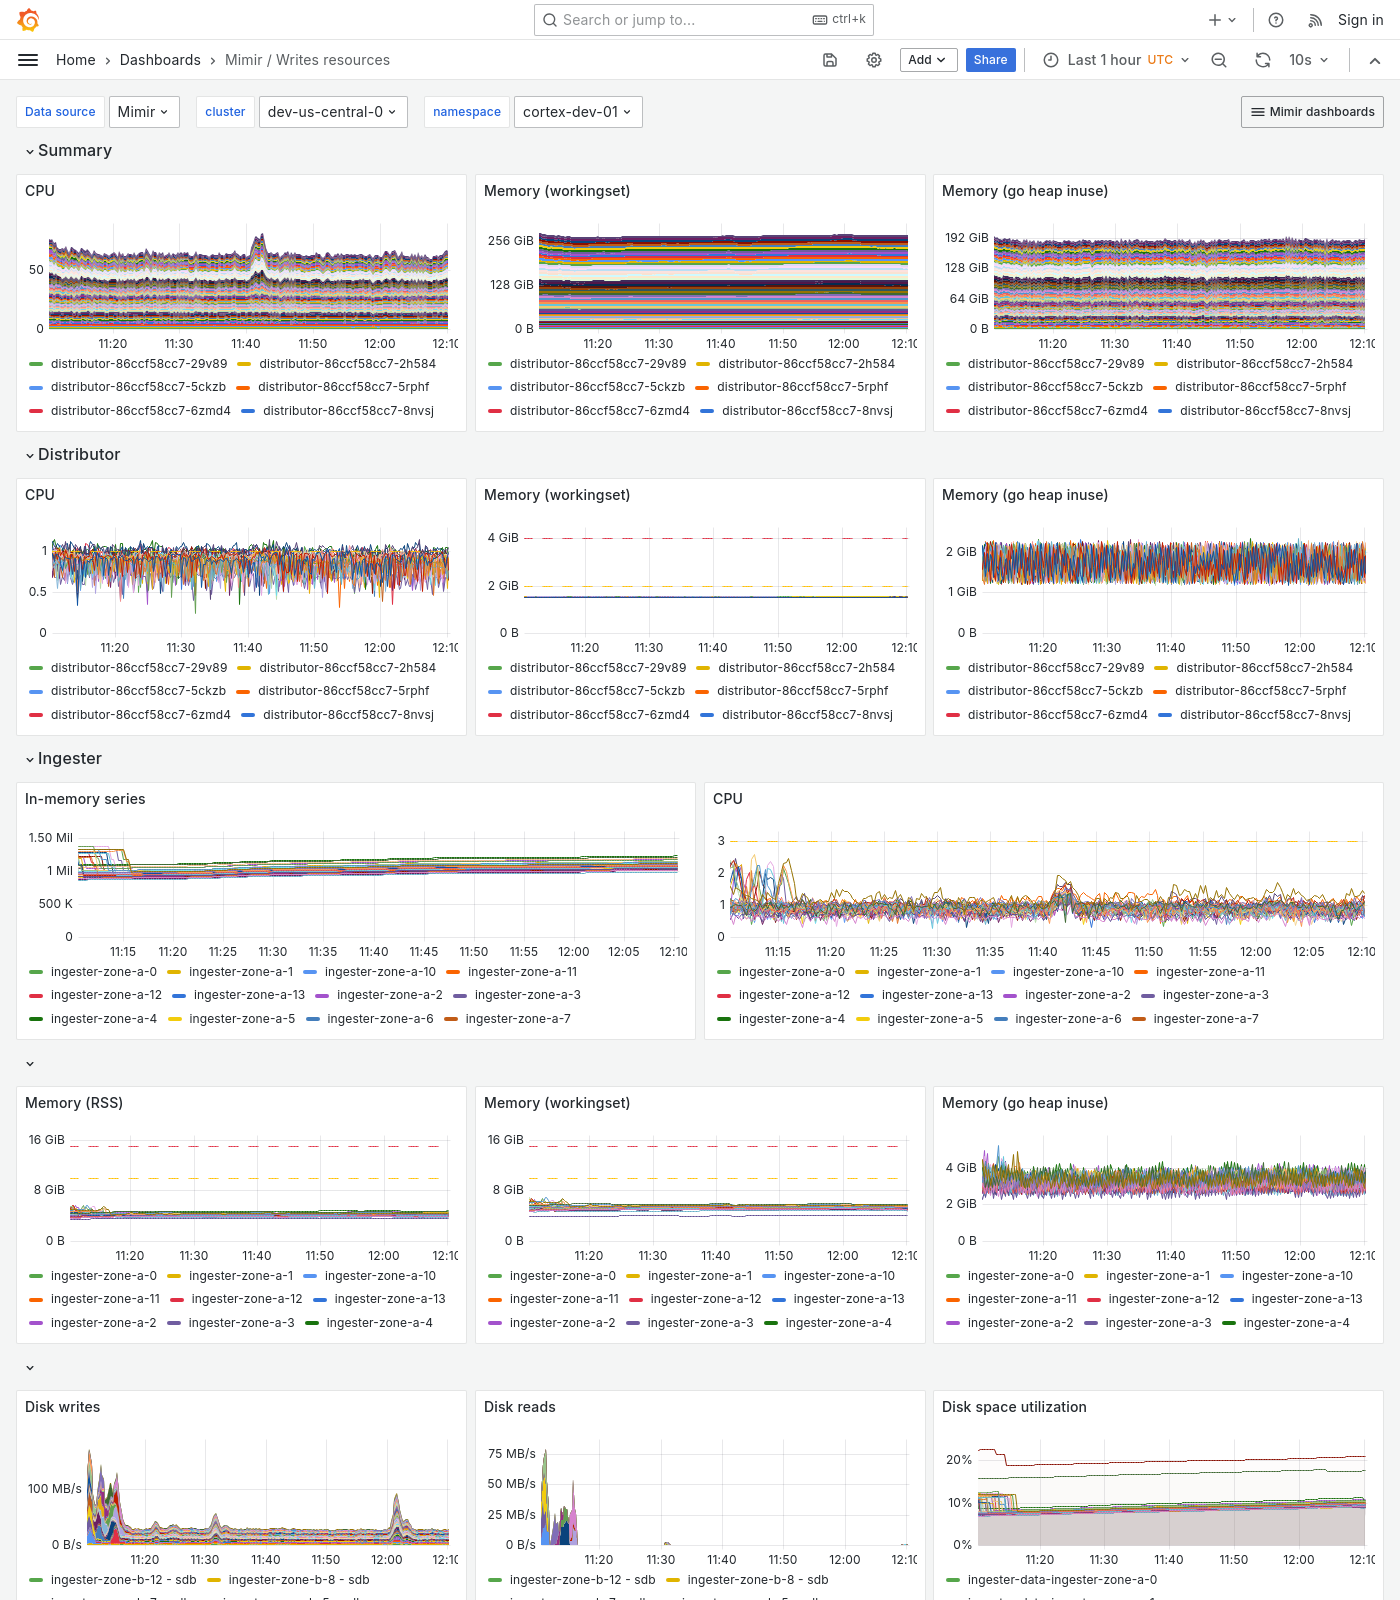 Search or jump to... ctrl+k Sign in
Home Dashboards Mimir / Writes resources Add Share Last 1 hour UTC 10s
Data source Mimir cluster dev-us-central-0 namespace cortex-dev-01 Mimir dashboards
Summary
CPU
50
0
11:20 11:30 11:40 11:50 12:00 12:10
distributor-86ccf58cc7-29v89 distributor-86ccf58cc7-2h584
distributor-86ccf58cc7-5ckzb distributor-86ccf58cc7-5rphf
distributor-86ccf58cc7-6zmd4 distributor-86ccf58cc7-8nvsj
Memory (workingset)
256 GiB
128 GiB
0 B
11:20 11:30 11:40 11:50 12:00 12:10
distributor-86ccf58cc7-29v89 distributor-86ccf58cc7-2h584
distributor-86ccf58cc7-5ckzb distributor-86ccf58cc7-5rphf
distributor-86ccf58cc7-6zmd4 distributor-86ccf58cc7-8nvsj
Memory (go heap inuse)
192 GiB
128 GiB
64 GiB
0 B
11:20 11:30 11:40 11:50 12:00 12:10
distributor-86ccf58cc7-29v89 distributor-86ccf58cc7-2h584
distributor-86ccf58cc7-5ckzb distributor-86ccf58cc7-5rphf
distributor-86ccf58cc7-6zmd4 distributor-86ccf58cc7-8nvsj
Distributor
CPU
1
0.5
0
11:20 11:30 11:40 11:50 12:00 12:10
distributor-86ccf58cc7-29v89 distributor-86ccf58cc7-2h584
distributor-86ccf58cc7-5ckzb distributor-86ccf58cc7-5rphf
distributor-86ccf58cc7-6zmd4 distributor-86ccf58cc7-8nvsj
Memory (workingset)
4 GiB
2 GiB
0 B
11:20 11:30 11:40 11:50 12:00 12:10
distributor-86ccf58cc7-29v89 distributor-86ccf58cc7-2h584
distributor-86ccf58cc7-5ckzb distributor-86ccf58cc7-5rphf
distributor-86ccf58cc7-6zmd4 distributor-86ccf58cc7-8nvsj
Memory (go heap inuse)
2 GiB
1 GiB
0 B
11:20 11:30 11:40 11:50 12:00 12:10
distributor-86ccf58cc7-29v89 distributor-86ccf58cc7-2h584
distributor-86ccf58cc7-5ckzb distributor-86ccf58cc7-5rphf
distributor-86ccf58cc7-6zmd4 distributor-86ccf58cc7-8nvsj
Ingester
In-memory series
1.50 Mil
1 Mil
500 K
0
11:15 11:20 11:25 11:30 11:35 11:40 11:45 11:50 11:55 12:00 12:05 12:10
ingester-zone-a-0 ingester-zone-a-1 ingester-zone-a-10 ingester-zone-a-11
ingester-zone-a-12 ingester-zone-a-13 ingester-zone-a-2 ingester-zone-a-3
ingester-zone-a-4 ingester-zone-a-5 ingester-zone-a-6 ingester-zone-a-7
CPU
3
2
1
0
11:15 11:20 11:25 11:30 11:35 11:40 11:45 11:50 11:55 12:00 12:05 12:10
ingester-zone-a-0 ingester-zone-a-1 ingester-zone-a-10 ingester-zone-a-11
ingester-zone-a-12 ingester-zone-a-13 ingester-zone-a-2 ingester-zone-a-3
ingester-zone-a-4 ingester-zone-a-5 ingester-zone-a-6 ingester-zone-a-7
Memory (RSS)
16 GiB
8 GiB
0 B
11:20 11:30 11:40 11:50 12:00 12:10
ingester-zone-a-0 ingester-zone-a-1 ingester-zone-a-10
ingester-zone-a-11 ingester-zone-a-12 ingester-zone-a-13
ingester-zone-a-2 ingester-zone-a-3 ingester-zone-a-4
Memory (workingset)
16 GiB
8 GiB
0 B
11:20 11:30 11:40 11:50 12:00 12:10
ingester-zone-a-0 ingester-zone-a-1 ingester-zone-a-10
ingester-zone-a-11 ingester-zone-a-12 ingester-zone-a-13
ingester-zone-a-2 ingester-zone-a-3 ingester-zone-a-4
Memory (go heap inuse)
4 GiB
2 GiB
0 B
11:20 11:30 11:40 11:50 12:00 12:10
ingester-zone-a-0 ingester-zone-a-1 ingester-zone-a-10
ingester-zone-a-11 ingester-zone-a-12 ingester-zone-a-13
ingester-zone-a-2 ingester-zone-a-3 ingester-zone-a-4
Disk writes
100 MB/s
0 B/s
11:20 11:30 11:40 11:50 12:00 12:10
ingester-zone-b-12 - sdb ingester-zone-b-8 - sdb
Disk reads
75 MB/s
50 MB/s
25 MB/s
0 B/s
11:20 11:30 11:40 11:50 12:00 12:10
ingester-zone-b-12 - sdb ingester-zone-b-8 - sdb
Disk space utilization
20%
10%
0%
11:20 11:30 11:40 11:50 12:00 12:10
ingester-data-ingester-zone-a-0